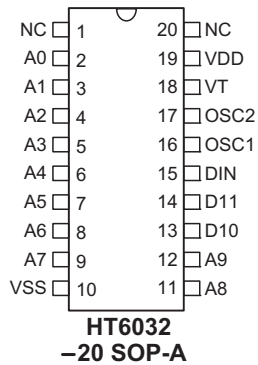 NC 1 20 NC
A0 2 19 VDD
A1 3 18 VT
A2 4 17 OSC2
A3 5 16 OSC1
A4 6 15 DIN
A5 7 14 D11
A6 8 13 D10
A7 9 12 A9
VSS 10 11 A8
HT6032
–20 SOP-A